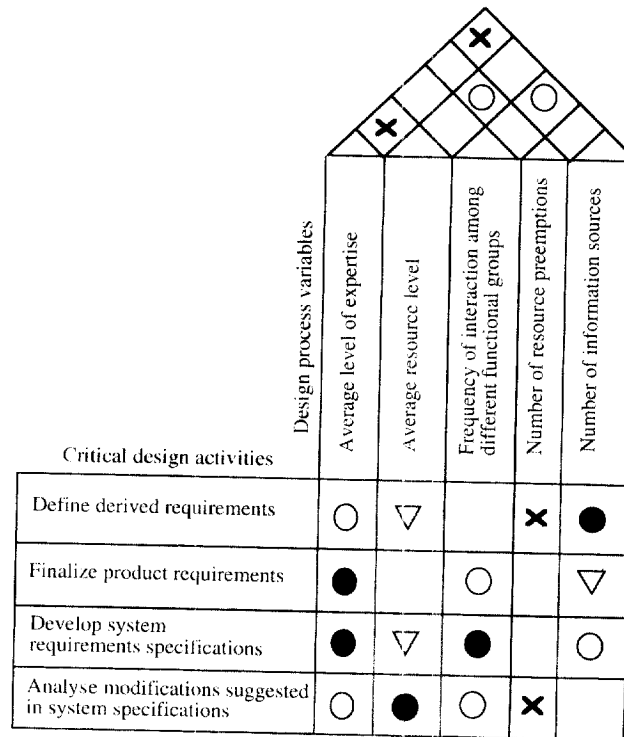 Design process variables
Average level of expertise
Average resource level
Frequency of interaction among
different functional groups
Number of resource preemptions
Number of information sources
Critical design activities
Define derived requirements
Finalize product requirements
Develop system
requirements specifications
Analyse modifications suggested
in system specifications